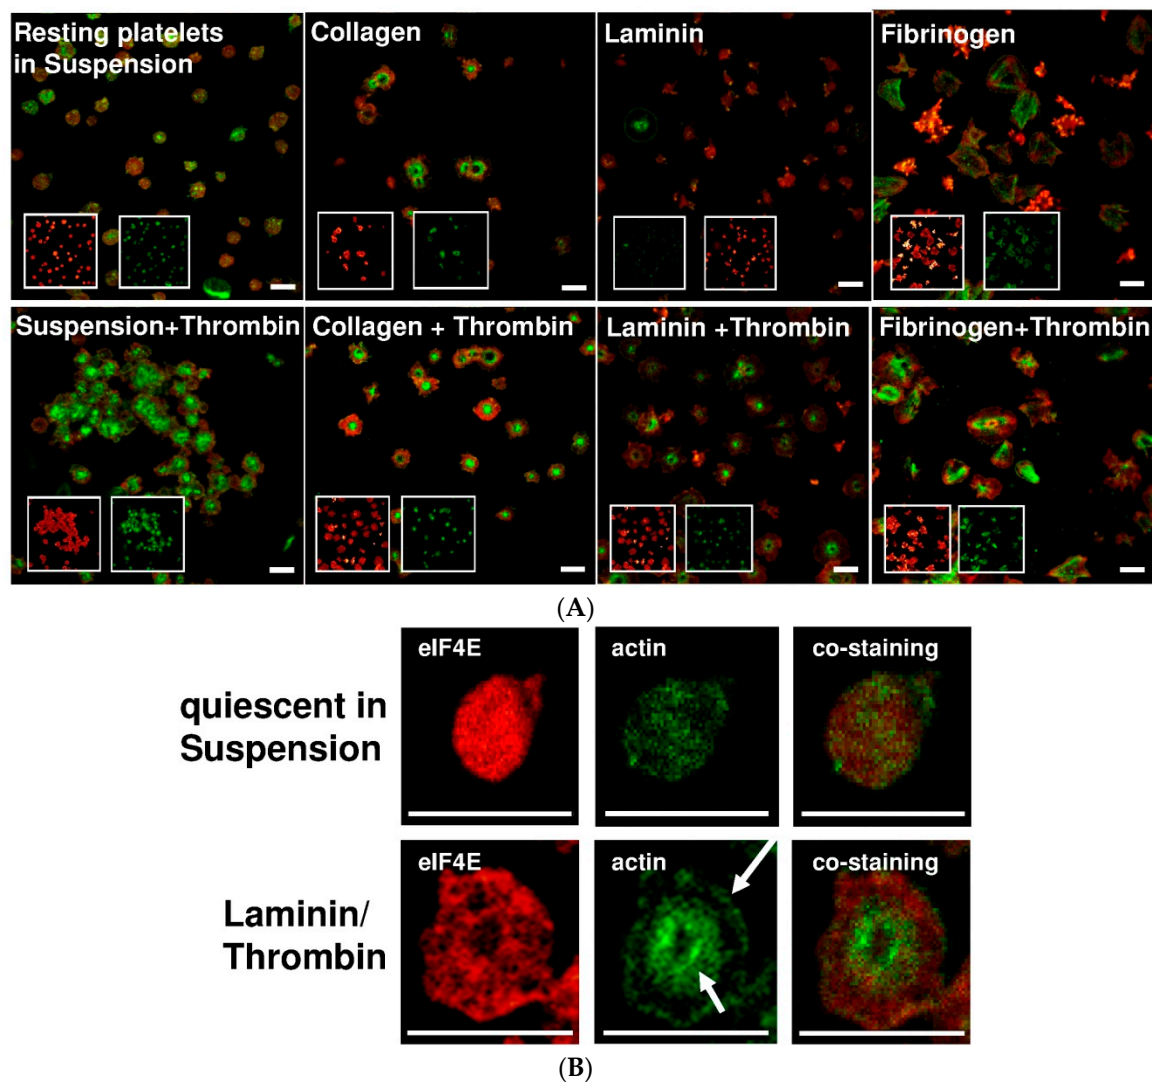 Resting platelets
in Suspension
Collagen
Laminin
Fibrinogen
Suspension+Thrombin
Collagen + Thrombin
Laminin +Thrombin
Fibrinogen+Thrombin
(A)
quiescent in
Suspension
eIF4E
actin
co-staining
Laminin/
Thrombin
eIF4E
actin
co-staining
(B)